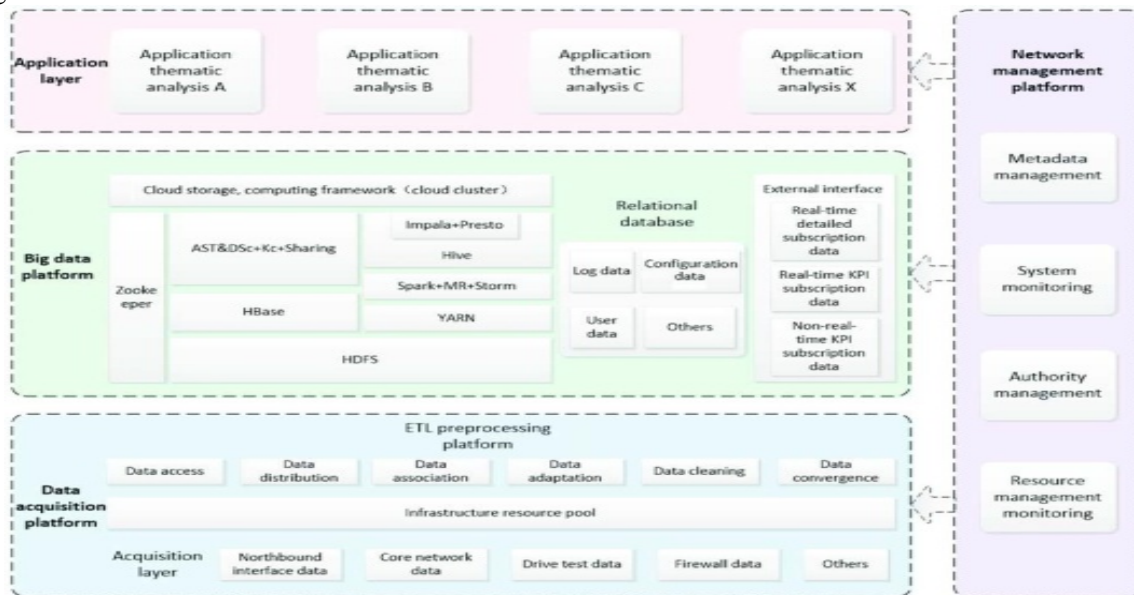 Application
layer
Application
thematic
analysis A
Application
thematic
analysis B
Application
thematic
analysis C
Application
thematic
analysis X
Big data
platform
Cloud storage, computing framework（cloud cluster）
Zooke
eper
AST&DSc+Kc+Sharing
Impala+Presto
Hive
Spark+MR+Storm
HBase
YARN
HDFS
Relational
database
Log data
Configuration
data
User
data
Others
External interface
Real-time
detailed
subscription
data
Real-time KPI
subscription
data
Non-real-
time KPI
subscription
data
Data
acquisition
platform
ETL preprocessing
platform
Data access
Data
distribution
Data
association
Data
adaptation
Data cleaning
Data
convergence
Infrastructure resource pool
Acquisition
layer
Northbound
interface data
Core network
data
Drive test data
Firewall data
Others
Network
management
platform
Metadata
management
System
monitoring
Authority
management
Resource
management
monitoring